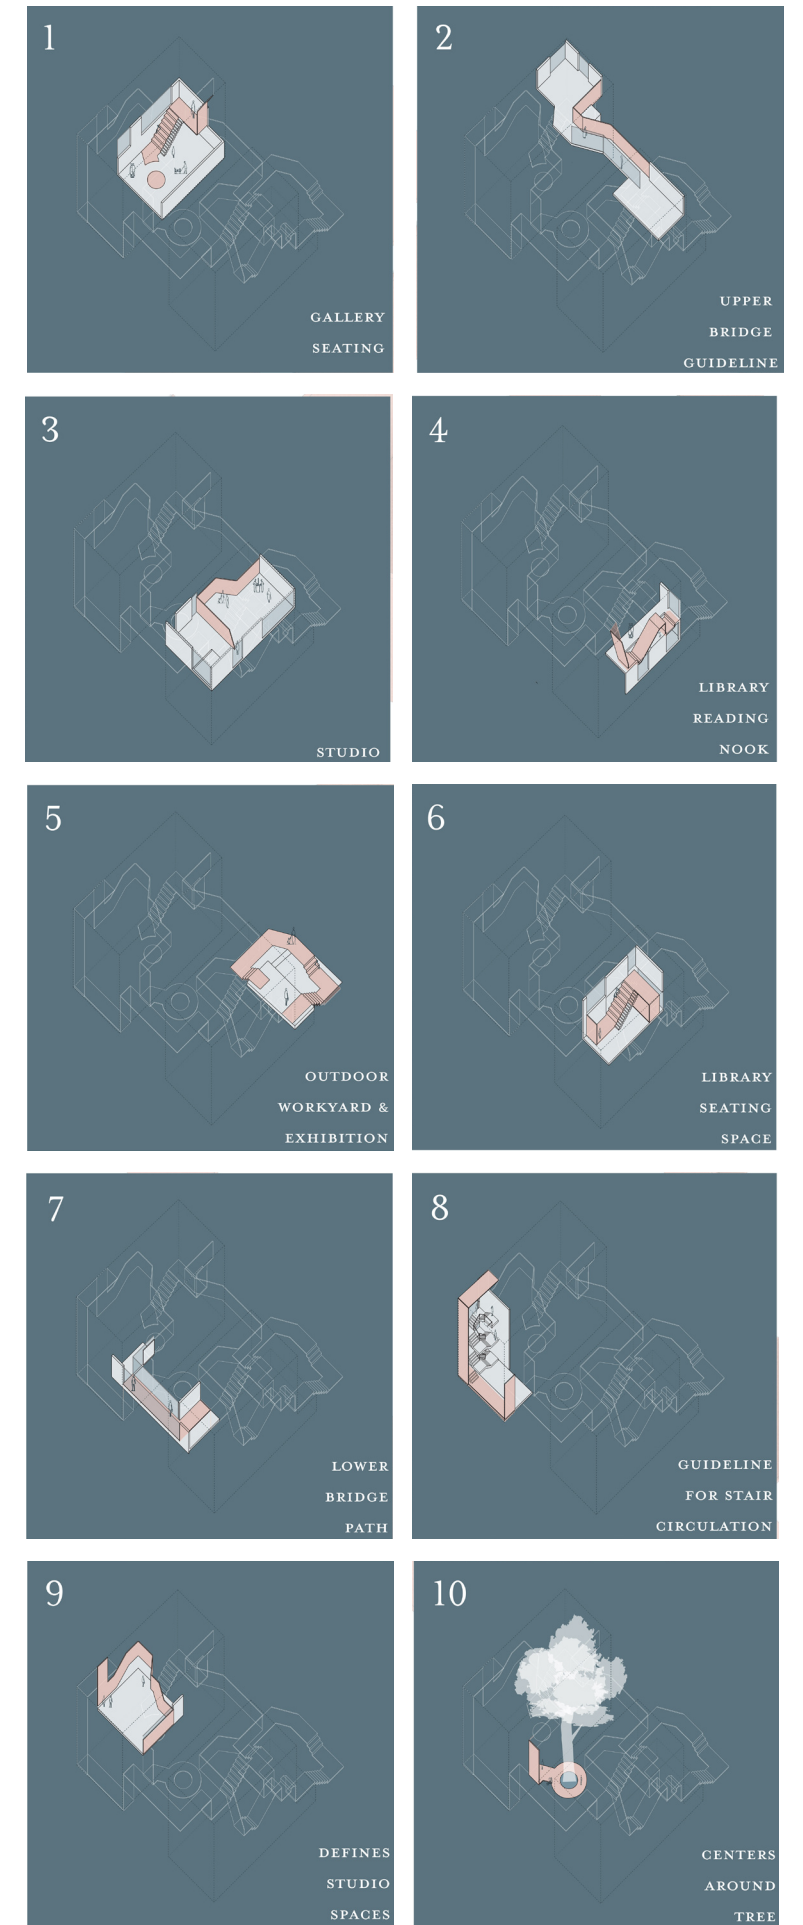 1
GALLERY
SEATING
2
UPPER
BRIDGE
GUIDELINE
3
STUDIO
4
LIBRARY
READING
NOOK
5
OUTDOOR
WORKYARD &
EXHIBITION
6
LIBRARY
SEATING
SPACE
7
LOWER
BRIDGE
PATH
8
GUIDELINE
FOR STAIR
CIRCULATION
9
DEFINES
STUDIO
SPACES
10
CENTERS
AROUND
TREE